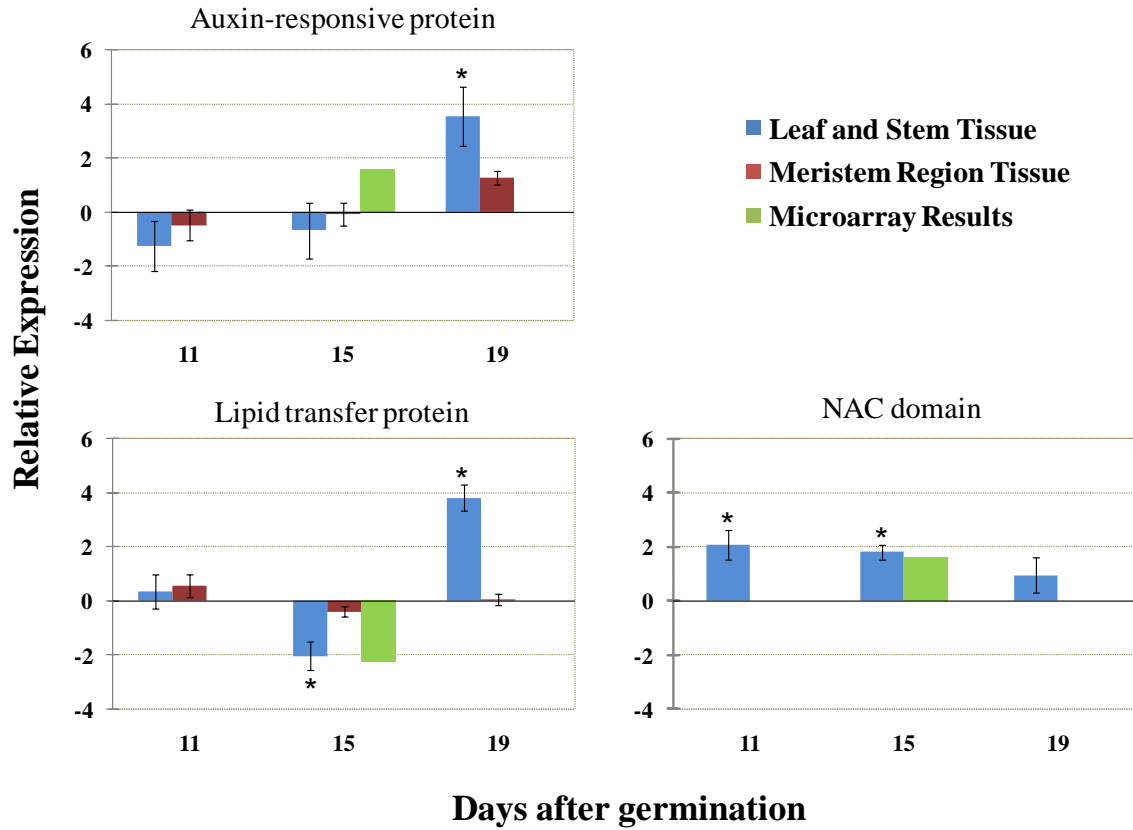 Auxin-responsive protein
6
4
2
0
-2
-4
*
11 15 19
Leaf and Stem Tissue
Meristem Region Tissue
Microarray Results
Relative Expression
Lipid transfer protein
6
4
2
0
-2
-4
*
*
11 15 19
NAC domain
6
4
2
0
-2
-4
* *
11 15 19
Days after germination